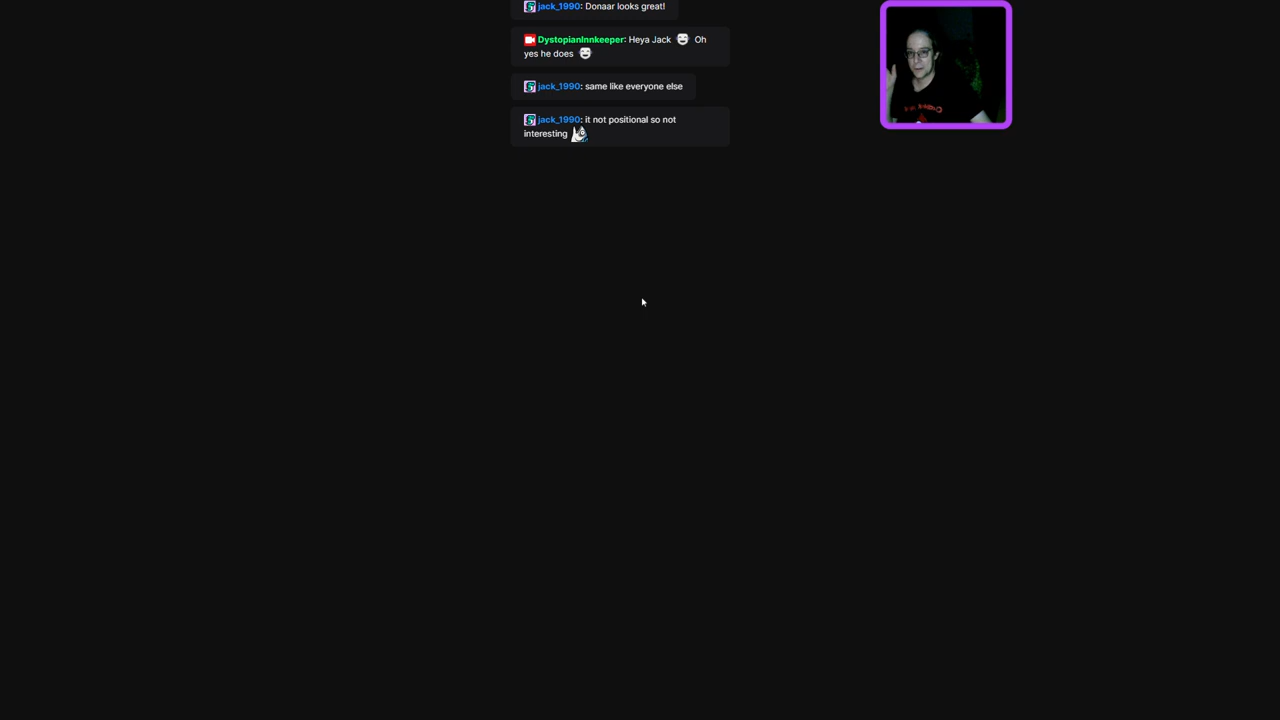 jack_1990: Donaar looks great!
DystopianInnkeeper: Heya Jack Oh
yes he does
jack_1990: same like everyone else
jack_1990: it not positional so not
interesting